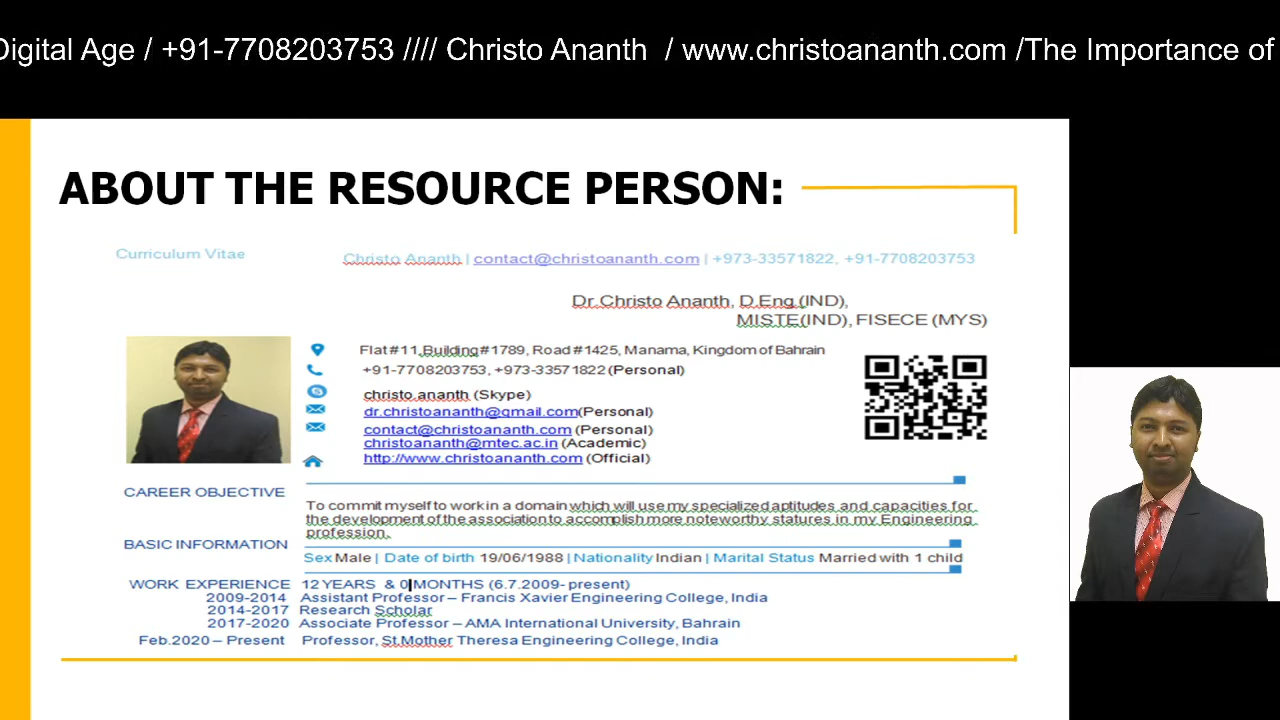 Digital Age / +91-7708203753 //// Christo Ananth / www.christoananth.com /The Importance of
ABOUT THE RESOURCE PERSON:
Curriculum Vitae
Christo Ananth | contact@christoananth.com | +973-33571822, +91-7708203753
Dr.Christo Ananth, D.Eng.(IND),
MISTE(IND), FISECE (MYS)
Flat #11,Building #1789, Road #1425, Manama, Kingdom of Bahrain
+91-7708203753, +973-33571822 (Personal)
christo.ananth (Skype)
dr.christoananth@gmail.com(Personal)
contact@christoananth.com (Personal)
christoananth@mtec.ac.in (Academic)
http://www.christoananth.com (Official)
CAREER OBJECTIVE
To commit myself to work in a domain which will use my specialized aptitudes and capacities for
the development of the association to accomplish more noteworthy statures in my Engineering
profession.
BASIC INFORMATION
Sex Male | Date of birth 19/06/1988 | Nationality Indian | Marital Status Married with 1 child
WORK EXPERIENCE 12 YEARS & 0 MONTHS (6.7.2009- present)
2009-2014 Assistant Professor – Francis Xavier Engineering College, India
2014-2017 Research Scholar
2017-2020 Associate Professor – AMA International University, Bahrain
Feb.2020 – Present Professor, St.Mother Theresa Engineering College, India